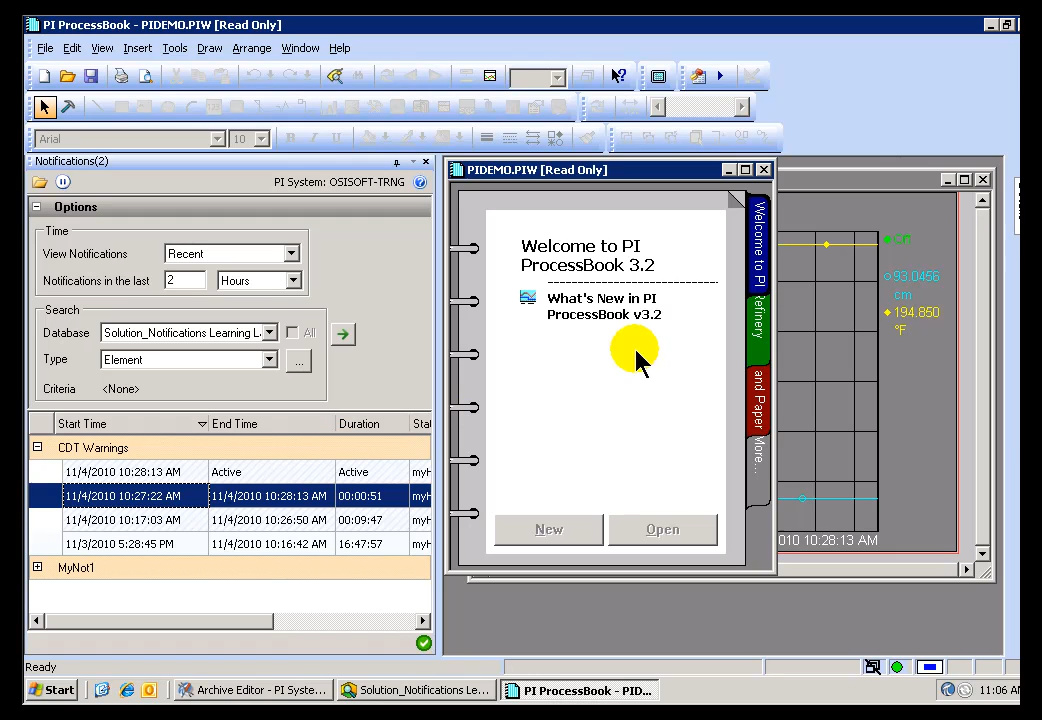 PI ProcessBook - PIDEMO.PIW [Read Only]
File Edit View Insert Tools Draw Arrange Window Help
Arial 10 B I U
Notifications(2)
PI System: OSISOFT-TRNG
Options
Time
View Notifications Recent
Notifications in the last 2 Hours
Search
Database Solution_Notifications Learning L. All
Type Element ...
Criteria <None>
Start Time End Time Duration Stat
CDT Warnings
11/4/2010 10:28:13 AM Active Active myH
11/4/2010 10:27:22 AM 11/4/2010 10:28:13 AM 00:00:51 myH
11/4/2010 10:17:03 AM 11/4/2010 10:26:50 AM 00:09:47 myH
11/3/2010 5:28:45 PM 11/4/2010 10:16:42 AM 16:47:57 myH
MyNot1
PIDEMO.PIW [Read Only]
Welcome to PI
ProcessBook 3.2
What's New in PI
ProcessBook v3.2
New Open
Welcome to PI
Refinery
and Paper
More...
cm
93.0456
cm
194.850
°F
010 10:28:13 AM
Ready
Start Archive Editor - PI Syste... Solution_Notifications Le... PI ProcessBook - PID... 11:06 AM